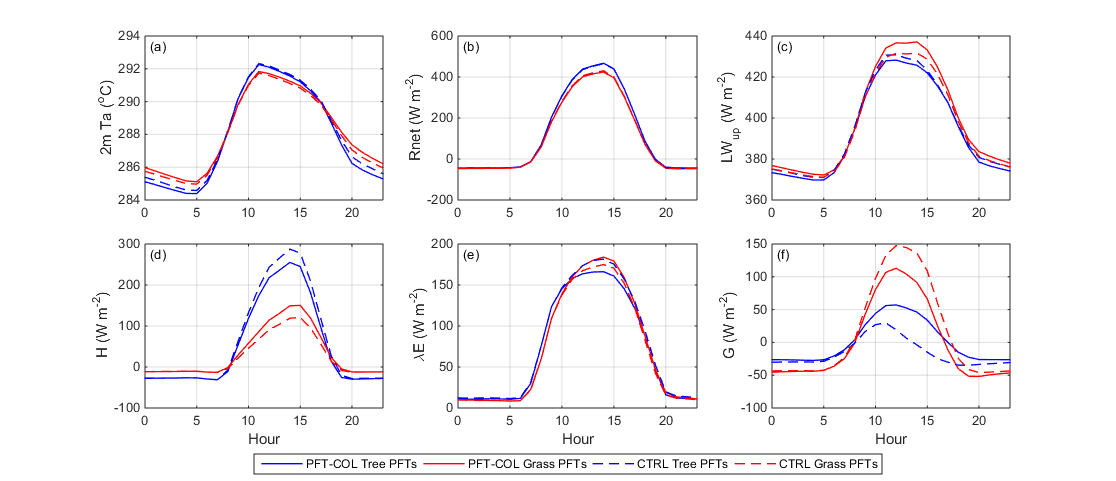 (a)
294
292
290
288
286
284
2m Ta (°C)
0 5 10 15 20
(b)
600
400
200
0
-200
Rnet (W m-2)
0 5 10 15 20
(c)
440
420
400
380
360
LWup (W m-2)
0 5 10 15 20
(d)
300
200
100
0
-100
H (W m-2)
0 5 10 15 20
Hour
(e)
200
150
100
50
0
λE (W m-2)
0 5 10 15 20
Hour
(f)
150
100
50
0
-50
-100
G (W m-2)
0 5 10 15 20
Hour
PFT-COL Tree PFTs PFT-COL Grass PFTs CTRL Tree PFTs CTRL Grass PFTs